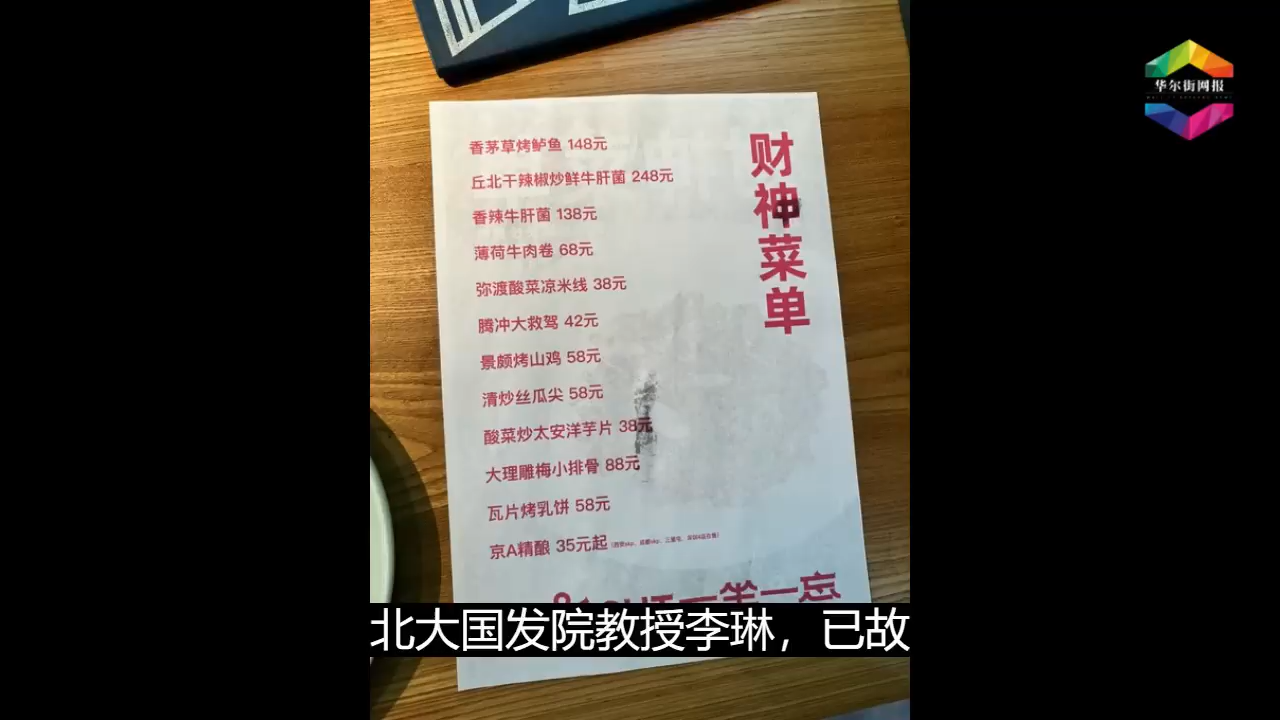 华尔街网报
财神菜单
香茅草烤鲈鱼 148元
丘北干辣椒炒鲜牛肝菌 248元
香辣牛肝菌 138元
薄荷牛肉卷 68元
弥渡酸菜凉米线 38元
腾冲大救驾 42元
景颇烤山鸡 58元
清炒丝瓜尖 58元
酸菜炒太安洋芋片 38元
大理雕梅小排骨 88元
瓦片烤乳饼 58元
京A精酿 35元起
北大国发院教授李琳，已故